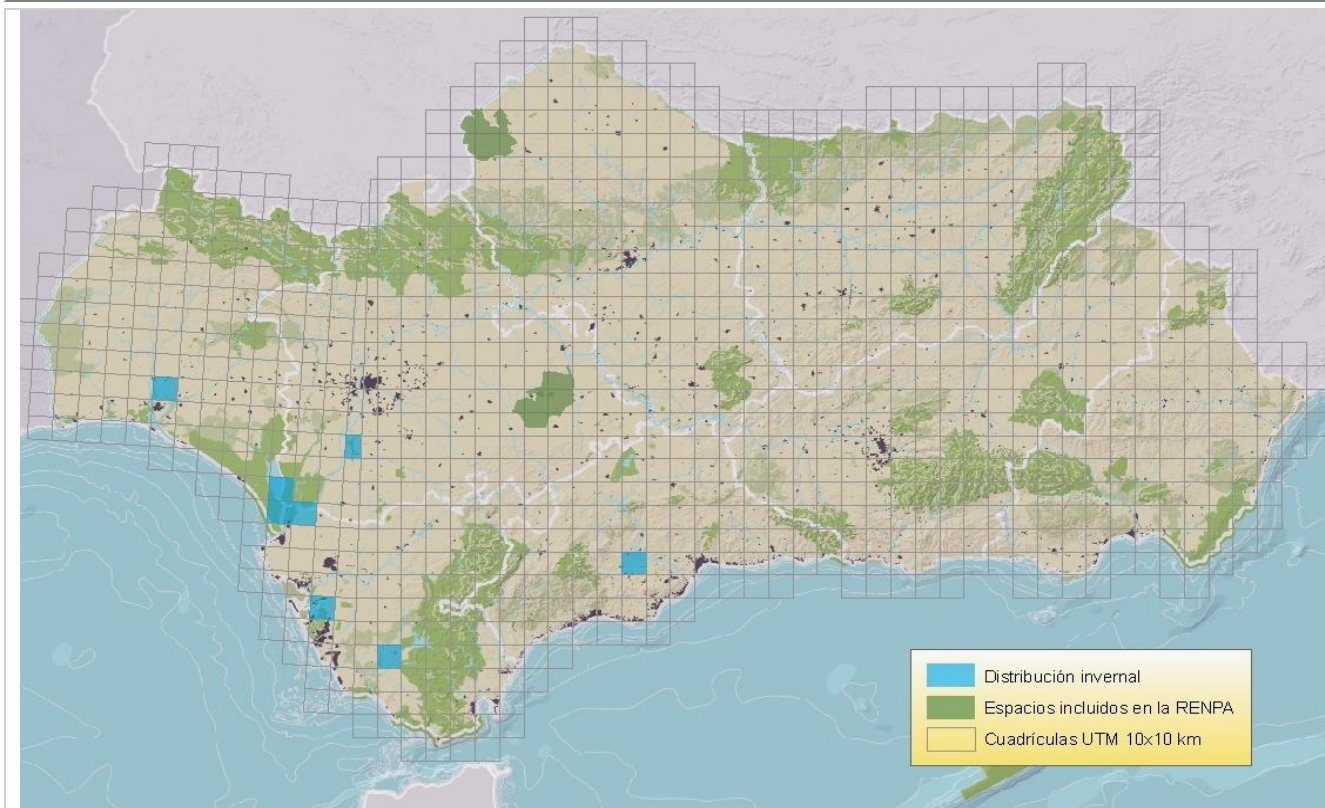 Distribución invernal
Espacios incluidos en la RENPA
Cuadrículas UTM 10x10 km